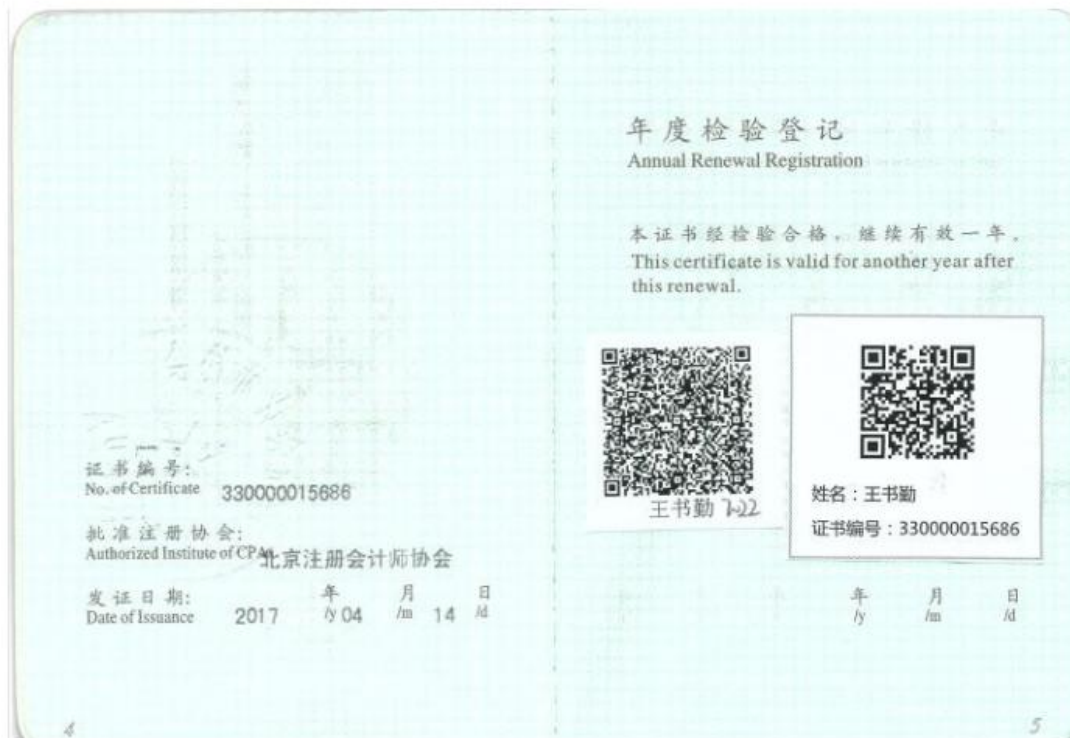 证书编号:
No. of Certificate 330000015686
批准注册协会:
Authorized Institute of CPAs 北京注册会计师协会
发证日期:
Date of Issuance 2017 年 /y 04 月 /m 14 日 /d
4
年度检验登记
Annual Renewal Registration
本证书经检验合格，继续有效一年。
This certificate is valid for another year after
this renewal.
王书勤 2022
姓名：王书勤
证书编号：330000015686
年 月 日
/y /m /d
5